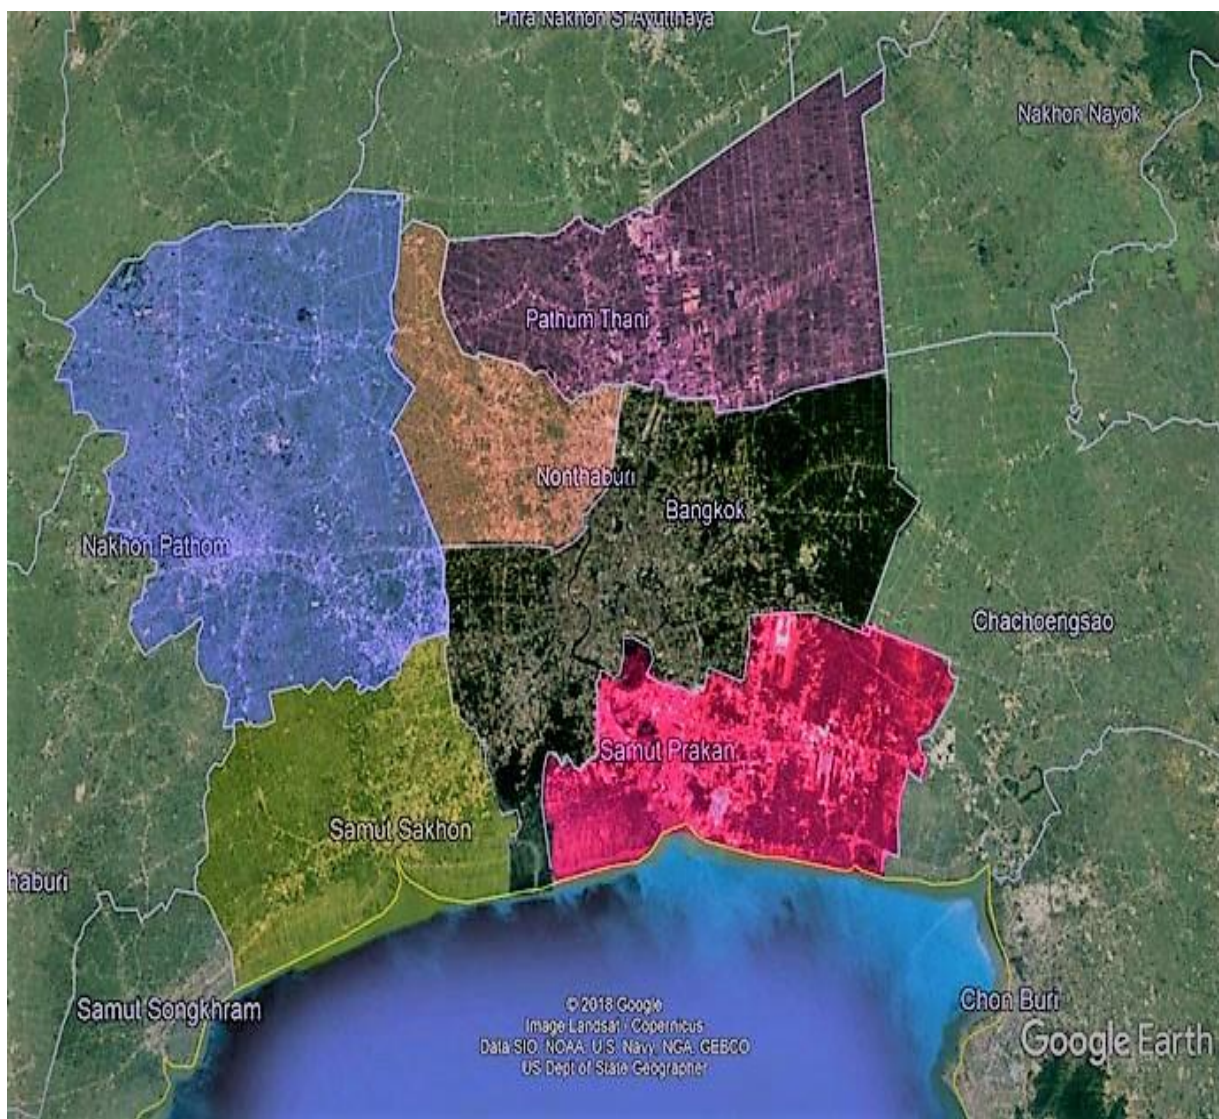 Phra Nakhon Si Ayutthaya
Nakhon Nayok
Pathum Thani
Nonthaburi
Bangkok
Nakhon Pathom
Chachoengsao
Samut Prakan
Samut Sakhon
haburi
Samut Songkhram
Chon Buri
© 2018 Google
Image Landsat / Copernicus
Data SIO, NOAA, U.S. Navy, NGA, GEBCO
US Dept of State Geographer
Google Earth